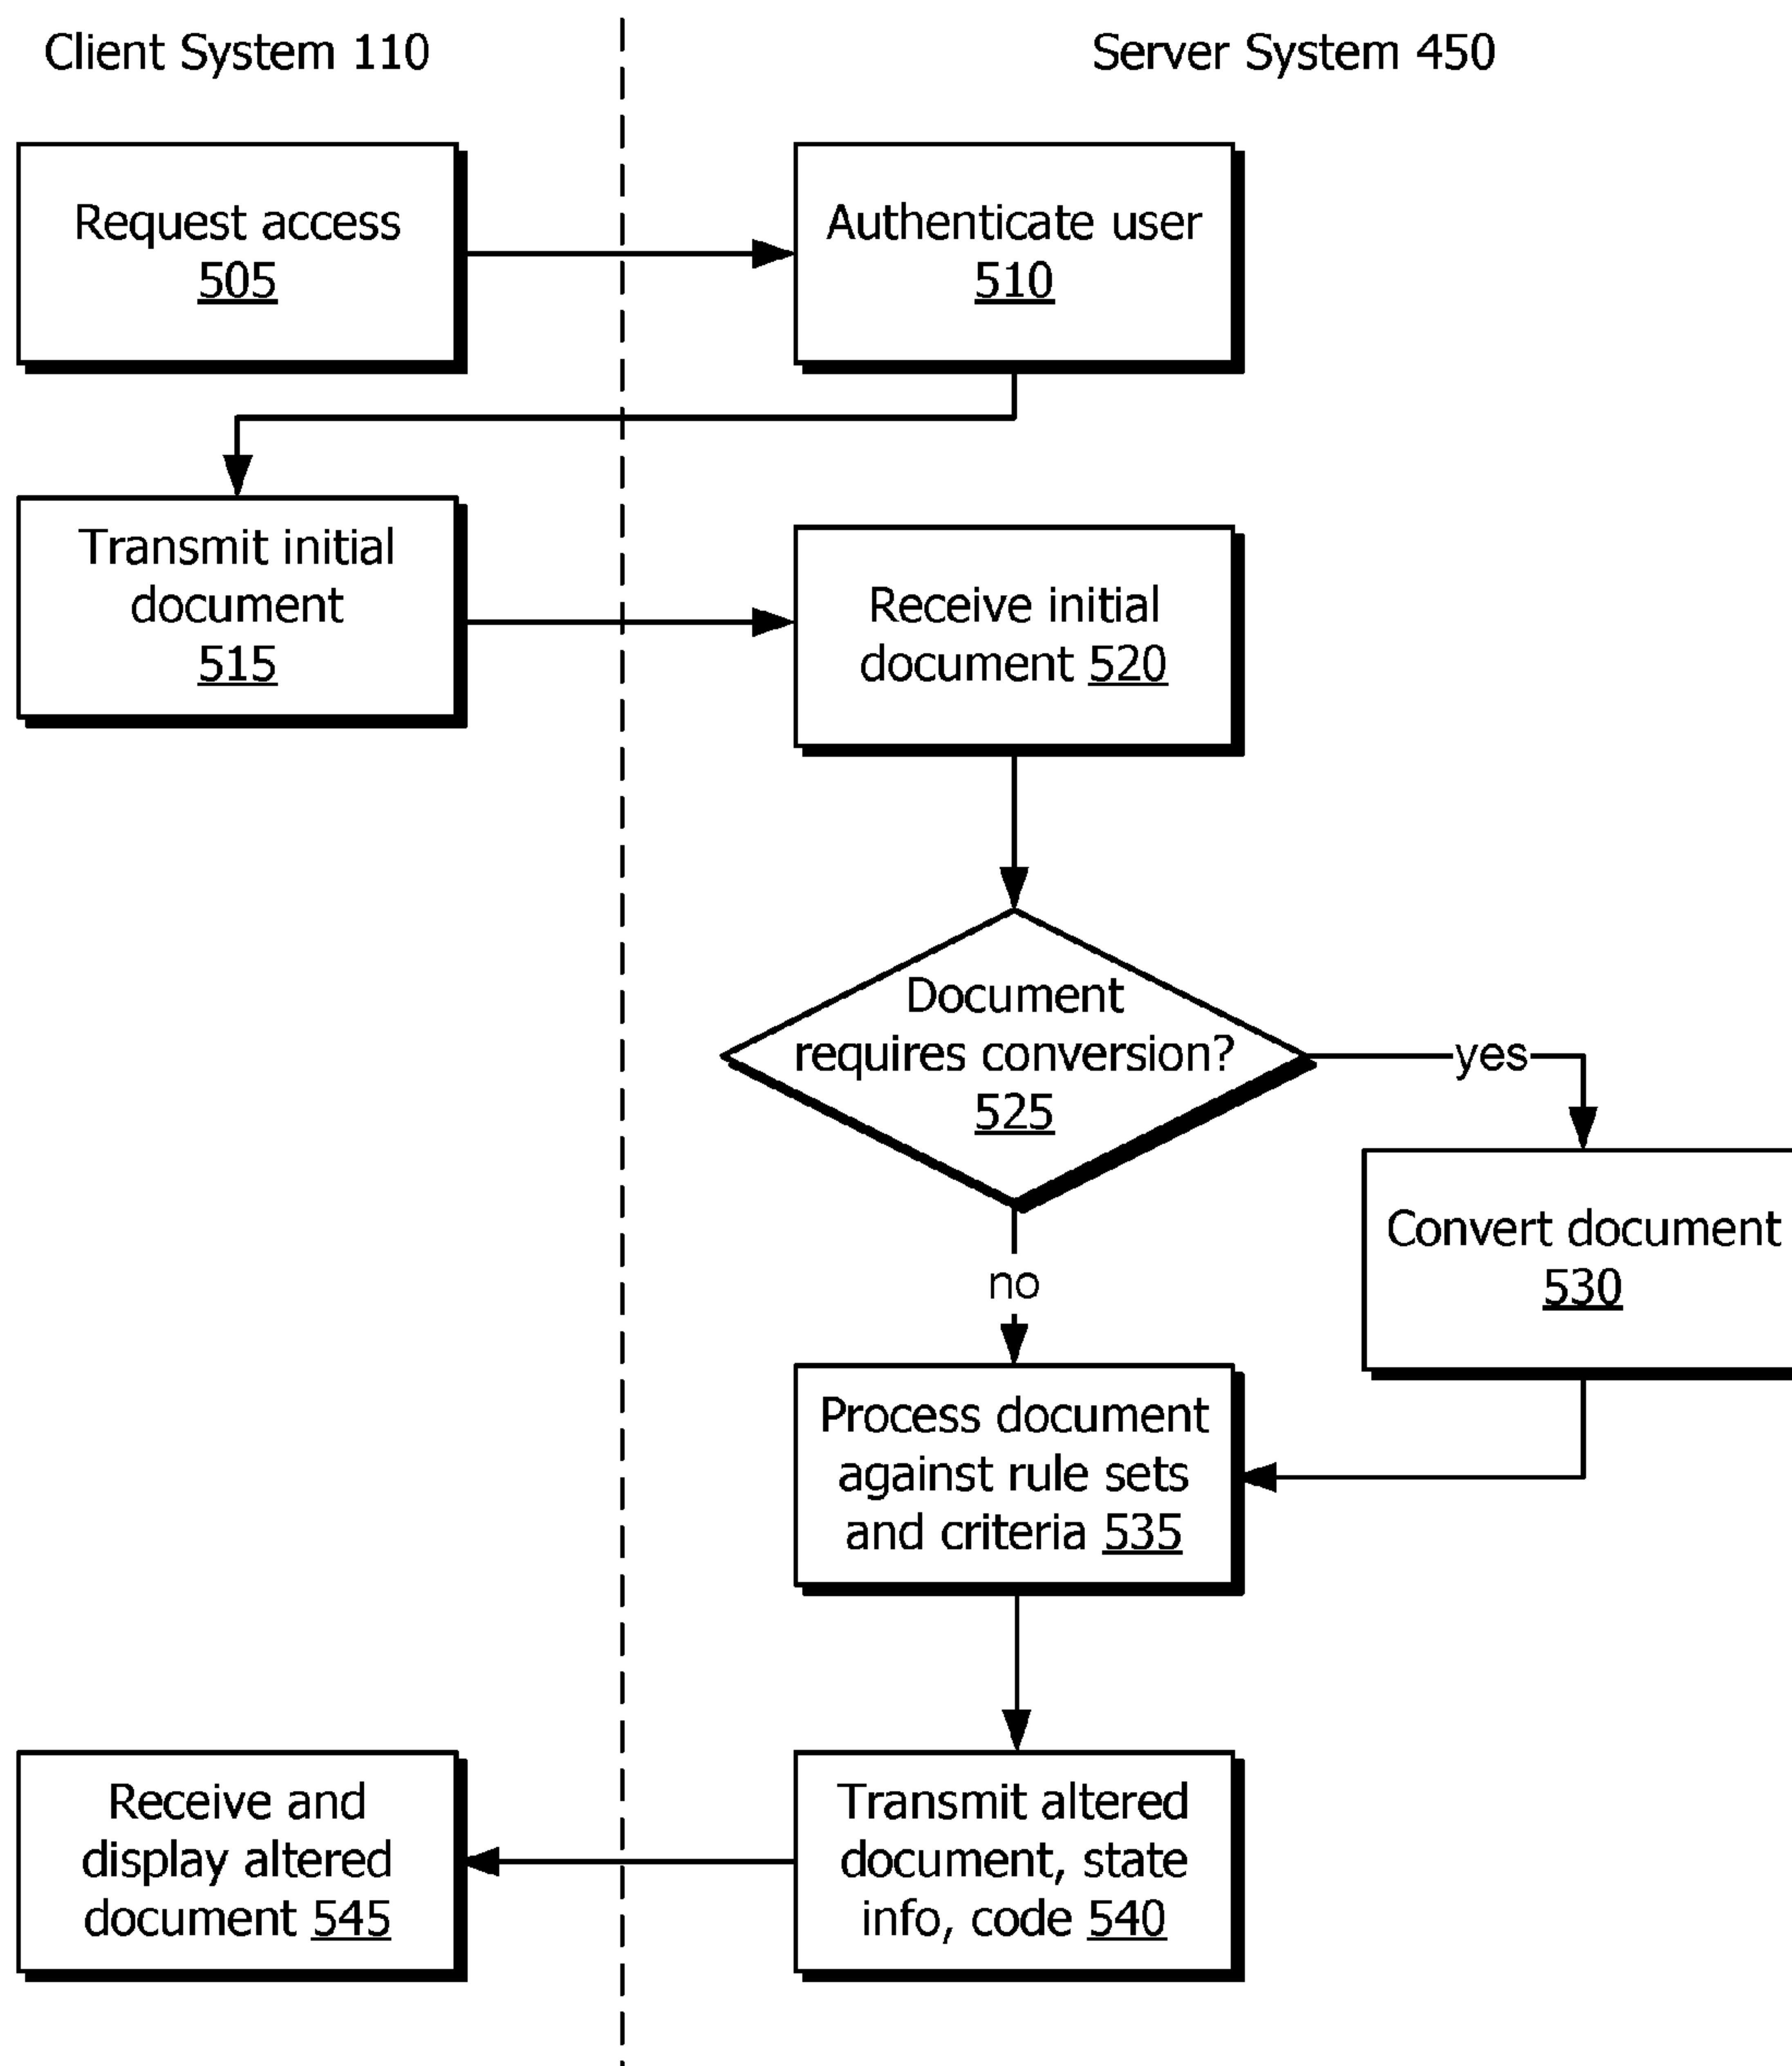 Client System 110
Server System 450
Request access
505
Authenticate user
510
Transmit initial
document
515
Receive initial
document 520
Document
requires conversion?
525
yes
Convert document
530
no
Process document
against rule sets
and criteria 535
Receive and
display altered
document 545
Transmit altered
document, state
info, code 540